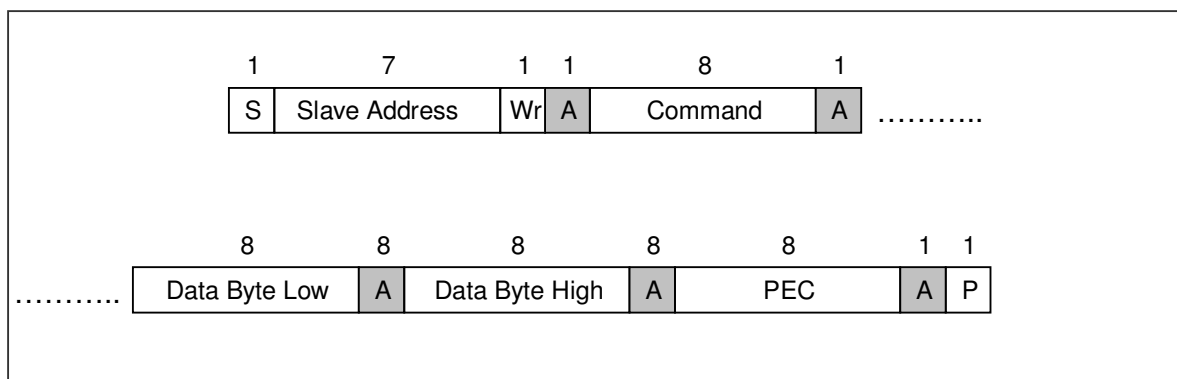 1 7 1 1 8 1
S Slave Address Wr A Command A ………..
8 8 8 8 8 1 1
……….. Data Byte Low A Data Byte High A PEC A P